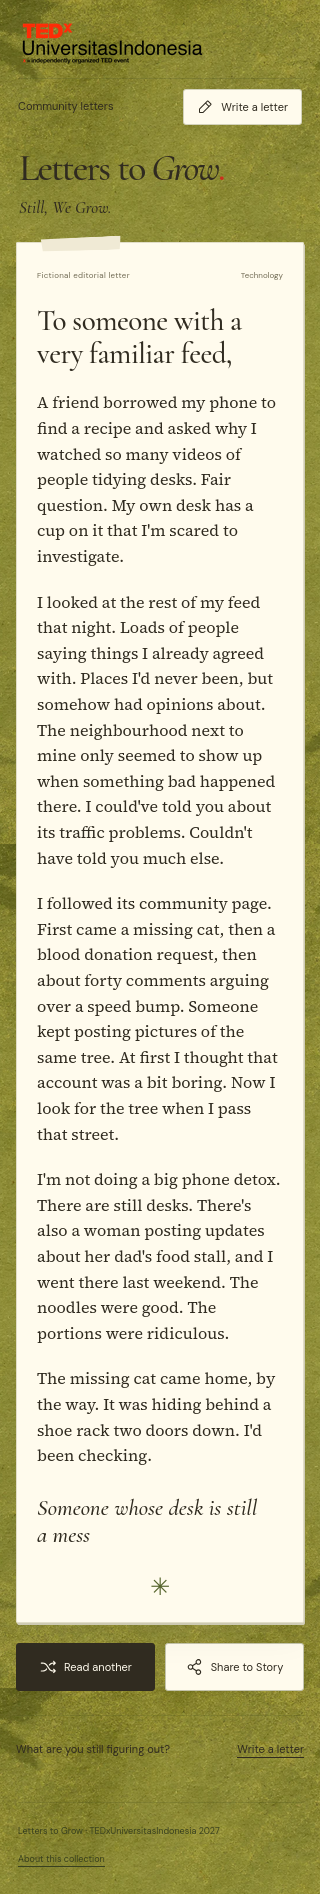 TEDx
UniversitasIndonesia
x independently organized TED event
Community letters
Write a letter
Letters to Grow.
Still, We Grow.
Fictional editorial letter
Technology
To someone with a
very familiar feed,
A friend borrowed my phone to
find a recipe and asked why I
watched so many videos of
people tidying desks. Fair
question. My own desk has a
cup on it that I'm scared to
investigate.
I looked at the rest of my feed
that night. Loads of people
saying things I already agreed
with. Places I'd never been, but
somehow had opinions about.
The neighbourhood next to
mine only seemed to show up
when something bad happened
there. I could've told you about
its traffic problems. Couldn't
have told you much else.
I followed its community page.
First came a missing cat, then a
blood donation request, then
about forty comments arguing
over a speed bump. Someone
kept posting pictures of the
same tree. At first I thought that
account was a bit boring. Now I
look for the tree when I pass
that street.
I'm not doing a big phone detox.
There are still desks. There's
also a woman posting updates
about her dad's food stall, and I
went there last weekend. The
noodles were good. The
portions were ridiculous.
The missing cat came home, by
the way. It was hiding behind a
shoe rack two doors down. I'd
been checking.
Someone whose desk is still
a mess
Read another
Share to Story
What are you still figuring out?
Write a letter
Letters to Grow · TEDxUniversitasIndonesia 2027
About this collection